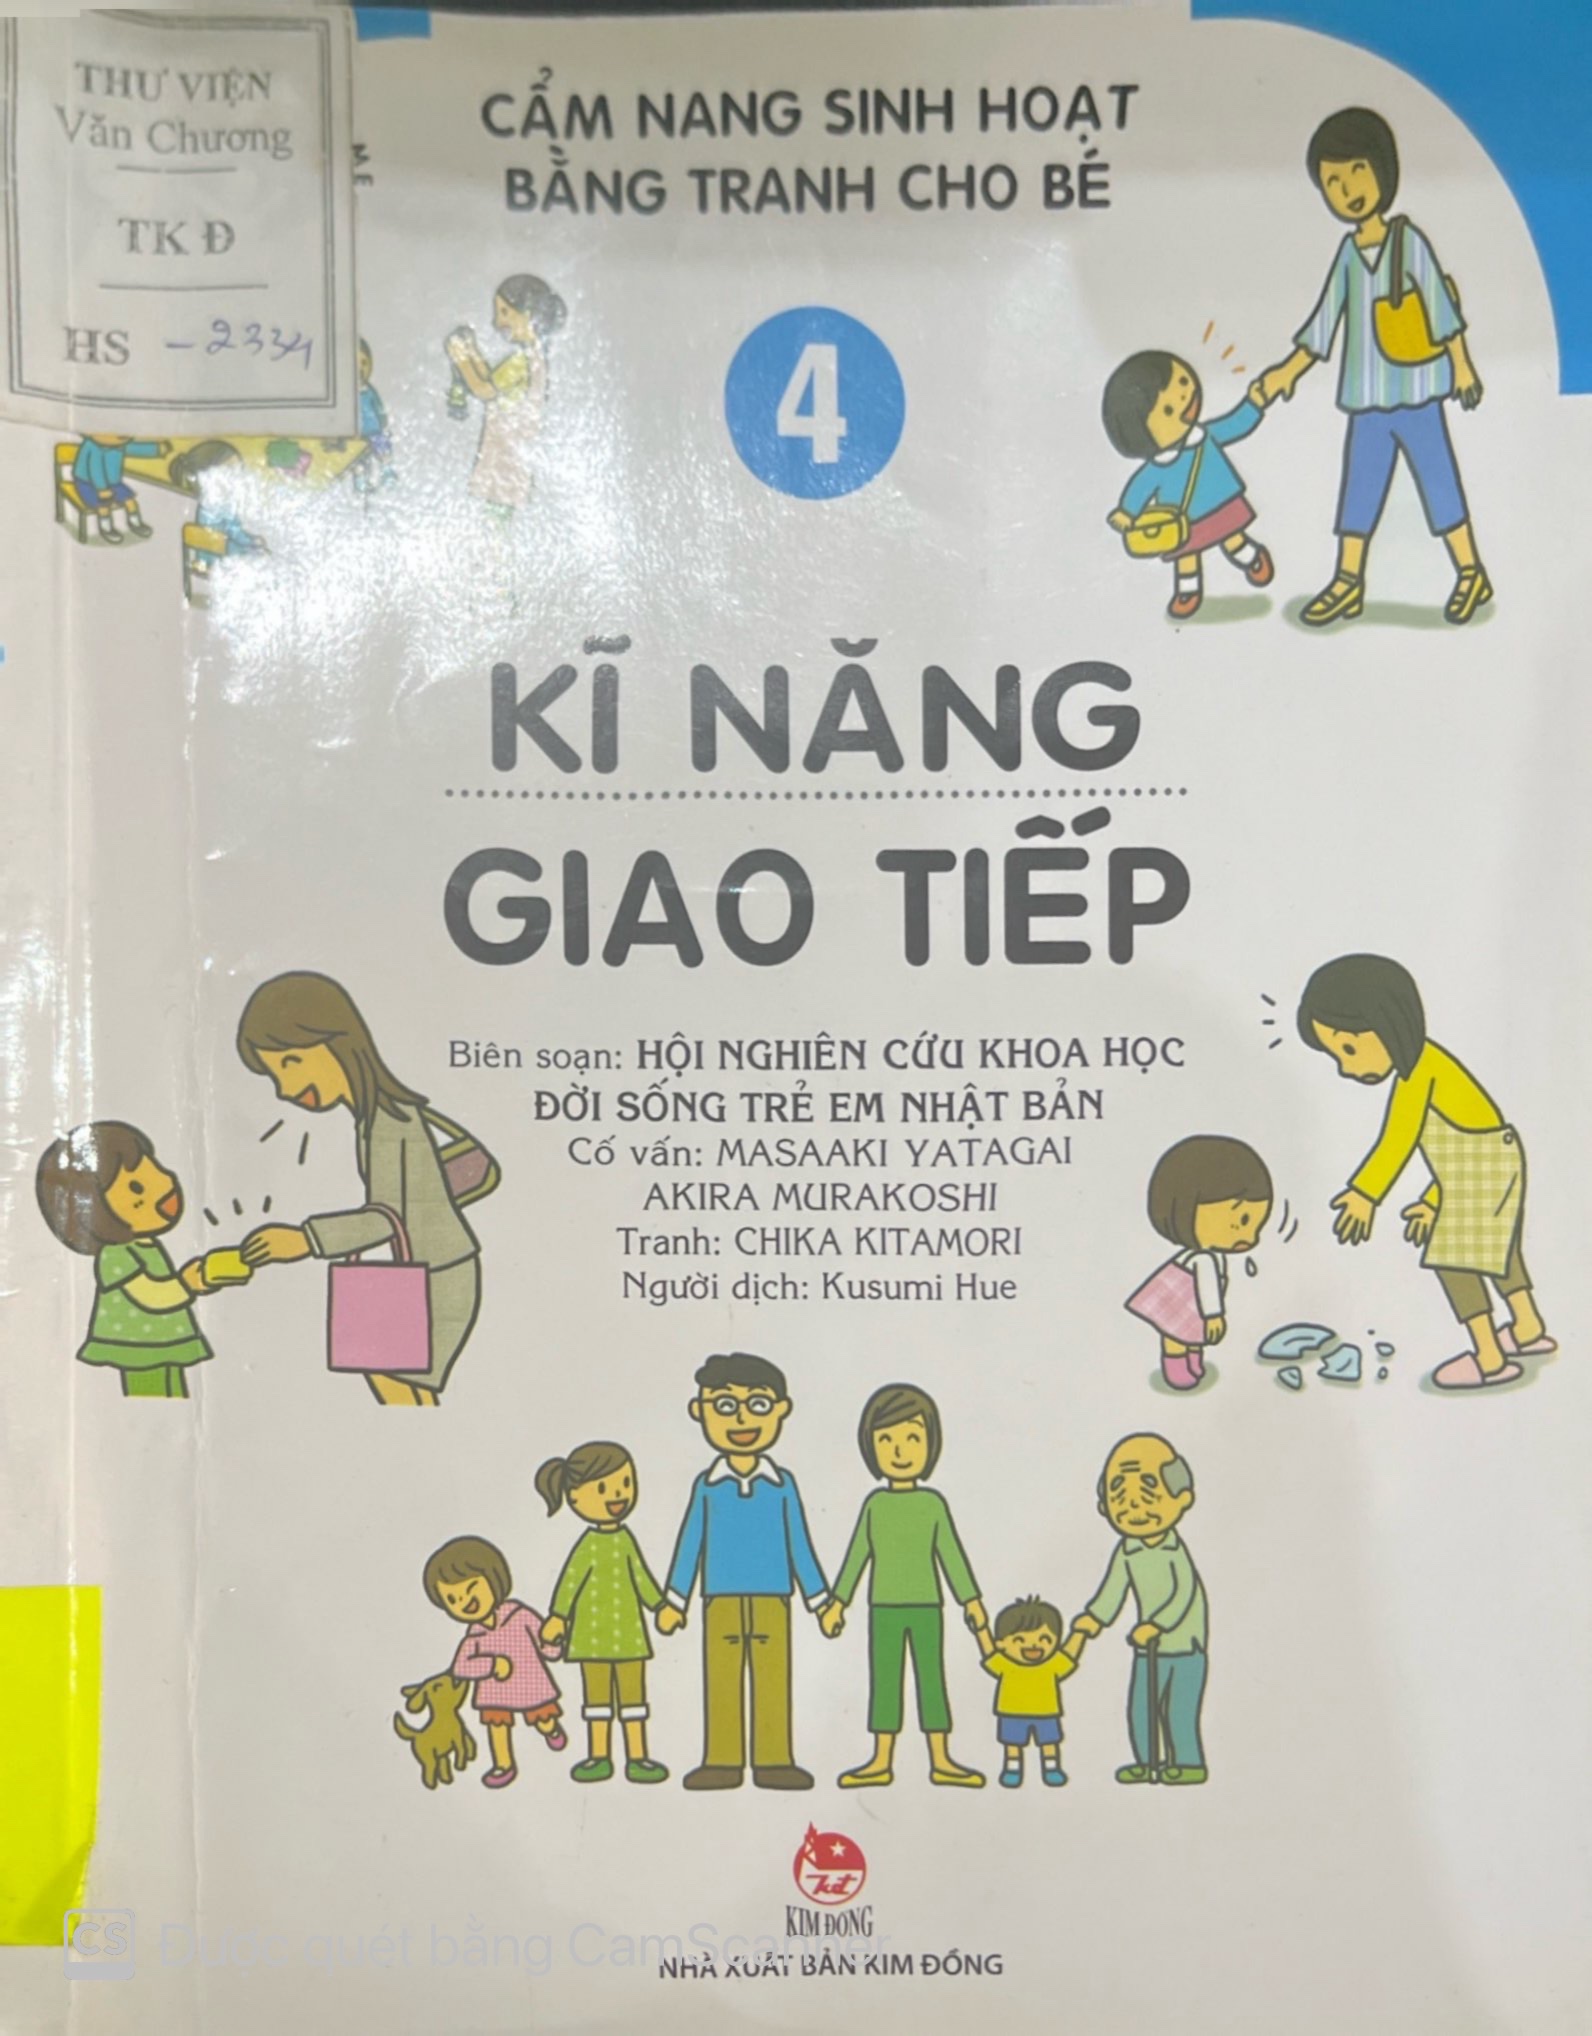 THƯ VIỆN
Văn Chương
TK Đ
HS -2334
CẨM NANG SINH HOẠT
BẰNG TRANH CHO BÉ
4
KĨ NĂNG
GIAO TIẾP
Biên soạn: HỘI NGHIÊN CỨU KHOA HỌC
ĐỜI SỐNG TRẺ EM NHẬT BẢN
Cố vấn: MASAAKI YATAGAI
AKIRA MURAKOSHI
Tranh: CHIKA KITAMORI
Người dịch: Kusumi Hue
KIM ĐỒNG
NHÀ XUẤT BẢN KIM ĐỒNG
CS Được quét bằng CamScanner